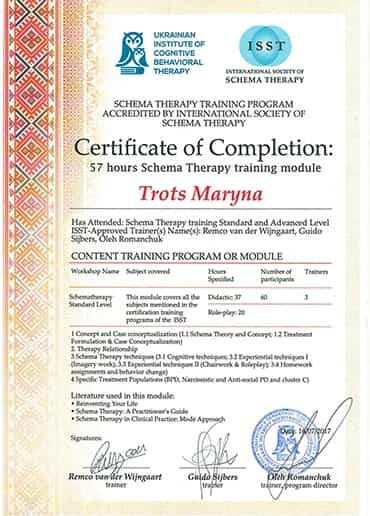 UKRAINIAN
INSTITUTE OF
COGNITIVE
BEHAVIORAL
THERAPY
ISST
INTERNATIONAL SOCIETY OF
SCHEMA THERAPY
SCHEMA THERAPY TRAINING PROGRAM
ACCREDITED BY INTERNATIONAL SOCIETY OF
SCHEMA THERAPY
Certificate of Completion:
57 hours Schema Therapy training module
Trots Maryna
Has Attended: Schema Therapy training Standard and Advanced Level
ISST-Approved Trainer(s) Name(s): Remco van der Wijngaart, Guido
Sijbers, Oleh Romanchuk
CONTENT TRAINING PROGRAM OR MODULE
Workshop Name Subject covered Hours Specified Number of participants Trainers
Schematherapy Standard Level This module covers all the subjects mentioned in the certification training programs of the ISST Didactic: 37 60 3
Role-play: 20
1 Concept and Case conceptualization (1.1 Schema Theory and Concept; 1.2 Treatment
Formulation & Case Conceptualization)
2. Therapy Relationship
3 Schema Therapy techniques (3.1 Cognitive techniques; 3.2 Experiential techniques I
(Imagery work); 3.3 Experiential techniques II (Chairwork & Roleplay); 3.4 Homework
assignments and behavior change)
4 Specific Treatment Populations (BPD, Narcissistic and Anti-social PD and cluster C)
Literature used in this module:
• Reinventing Your Life
• Schema Therapy: A Practitioner's Guide
• Schema Therapy in Clinical Practice: Mode Approach
Date: 16/07/2017
Signatures:
Remco van der Wijngaart Guido Sijbers Oleh Romanchuk
trainer trainer trainer, program director